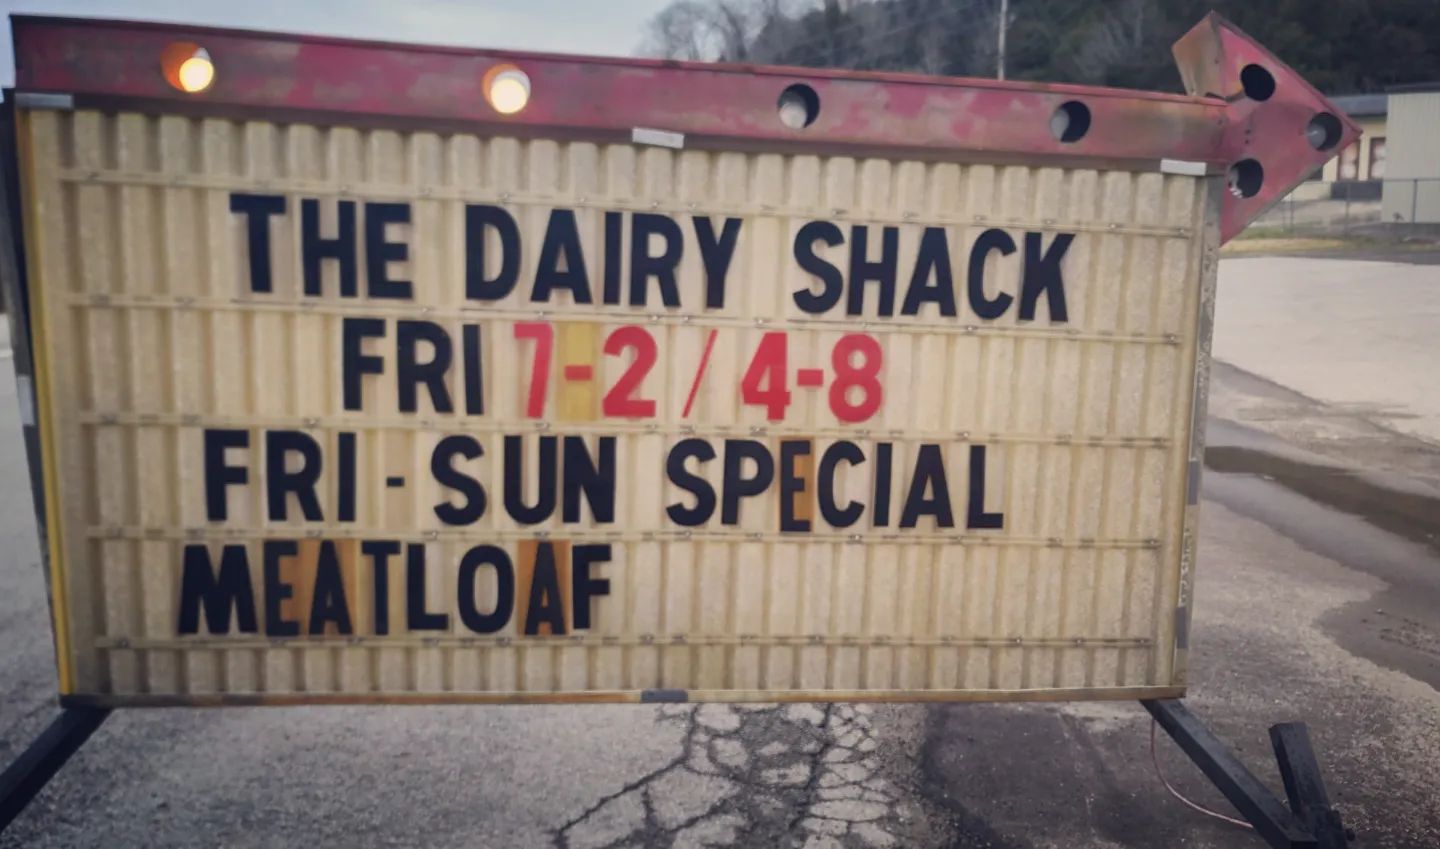 THE DAIRY SHACK
FRI 7-2/4-8
FRI-SUN SPECIAL
MEATLOAF